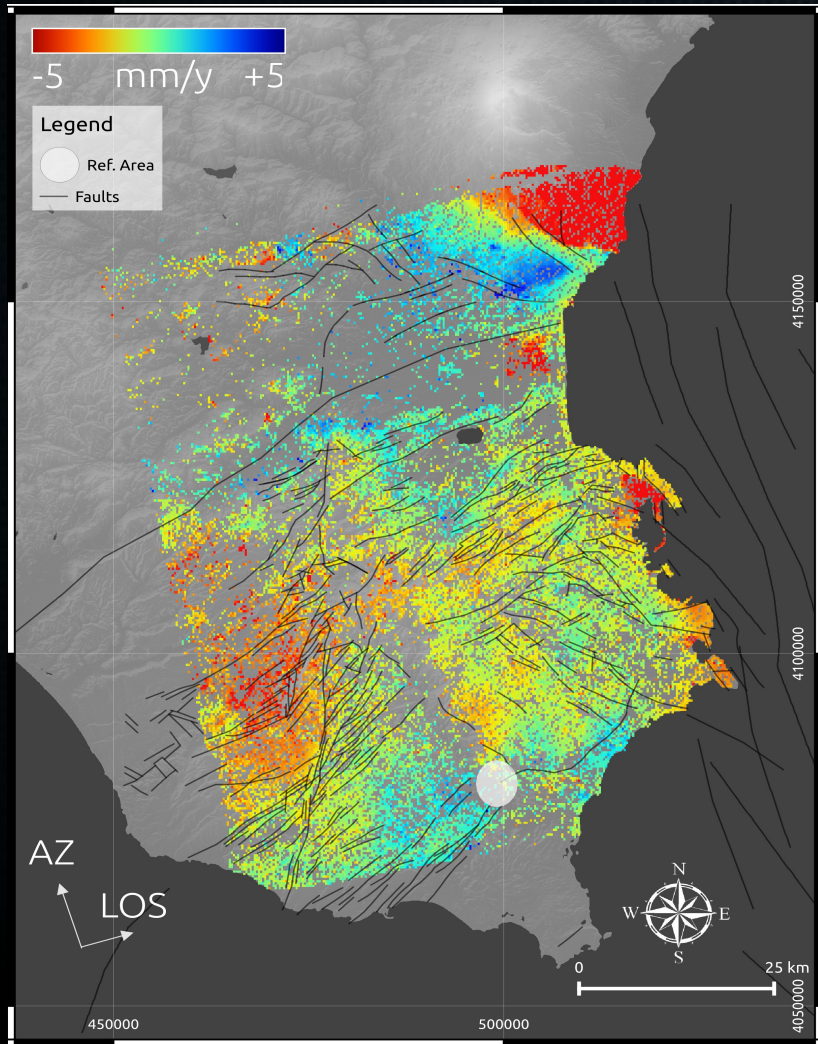 -5 mm/y +5
Legend
Ref. Area
Faults
4150000
4100000
AZ
LOS
N
W E
S
0 25 km
450000
500000
4050000